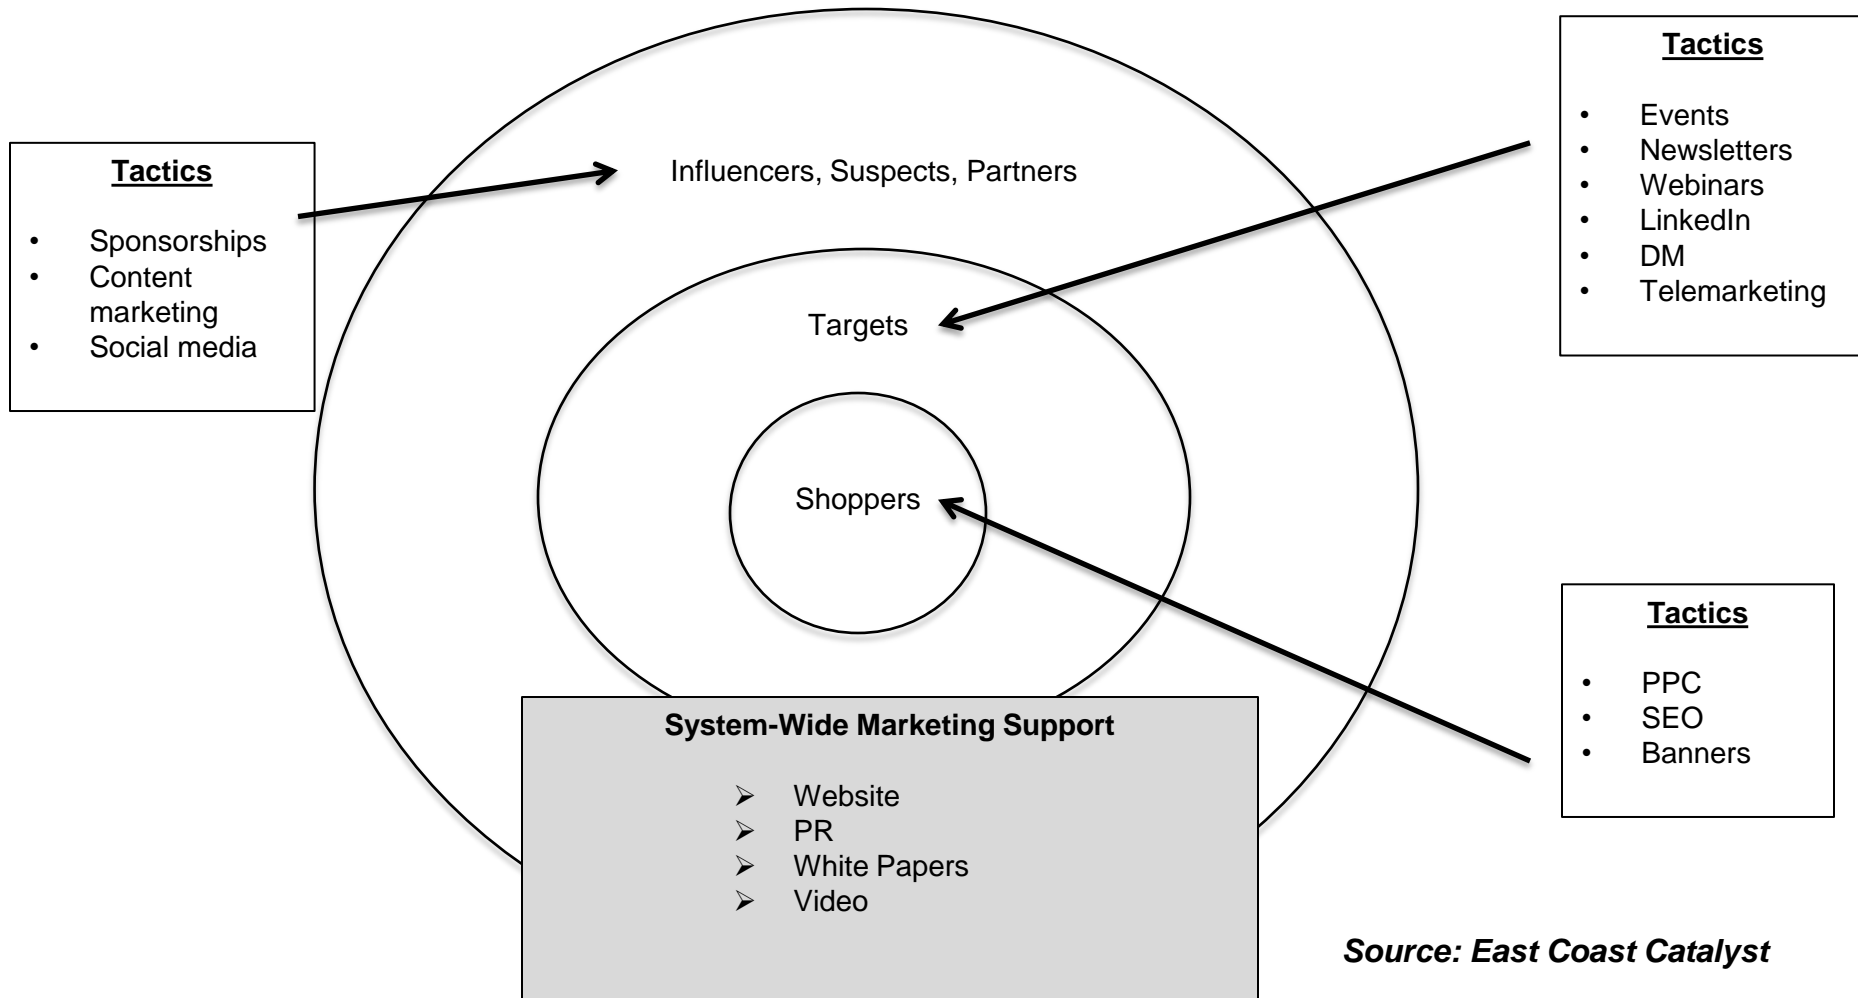 Tactics
• Sponsorships
• Content
marketing
• Social media
Influencers, Suspects, Partners
Targets
Shoppers
Tactics
• Events
• Newsletters
• Webinars
• LinkedIn
• DM
• Telemarketing
Tactics
• PPC
• SEO
• Banners
System-Wide Marketing Support
➢ Website
➢ PR
➢ White Papers
➢ Video
Source: East Coast Catalyst